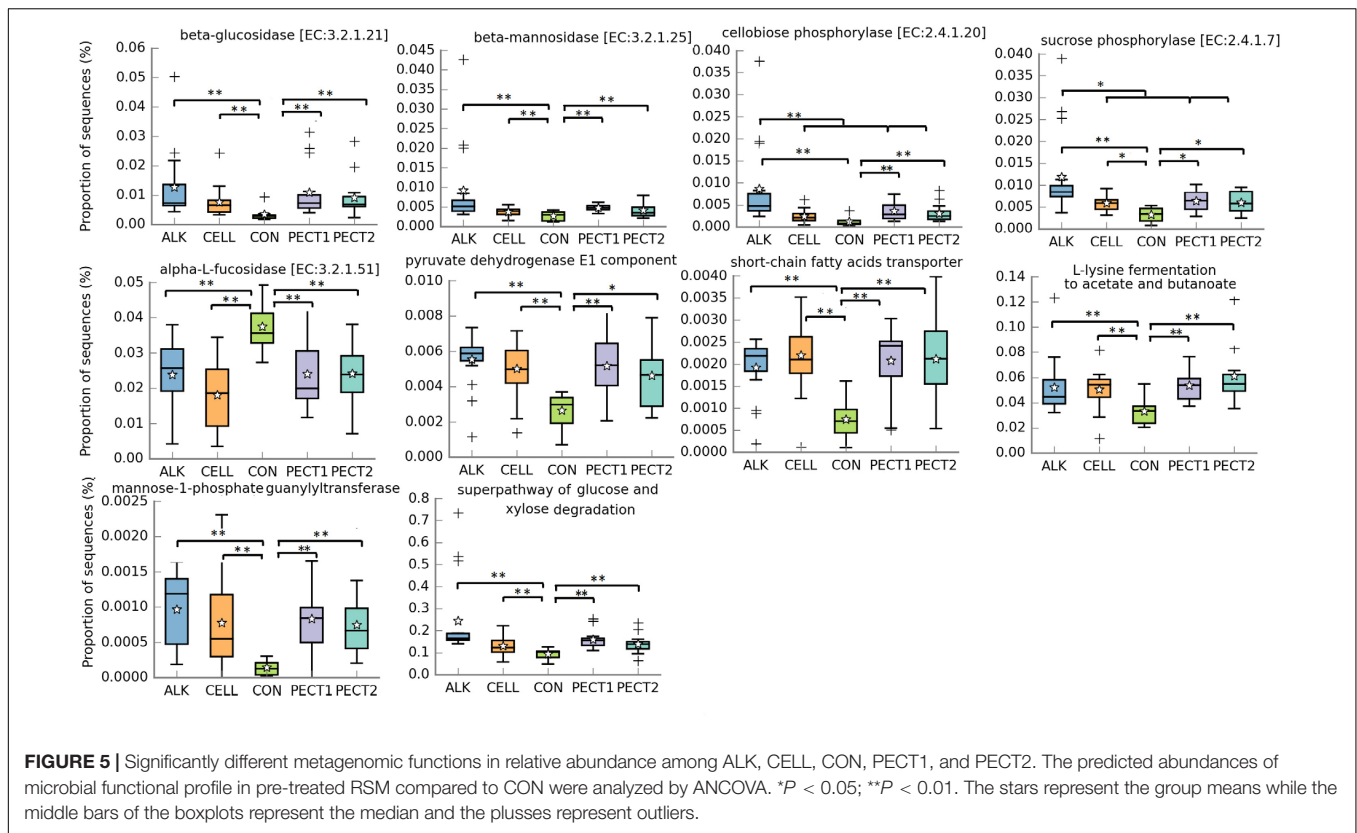 beta-glucosidase [EC:3.2.1.21]
Proportion of sequences (%)
0.06
0.05
0.04
0.03
0.02
0.01
0.00
** ** ** **
ALK CELL CON PECT1 PECT2
beta-mannosidase [EC:3.2.1.25]
0.045
0.040
0.035
0.030
0.025
0.020
0.015
0.010
0.005
0.000
** ** ** **
ALK CELL CON PECT1 PECT2
cellobiose phosphorylase [EC:2.4.1.20]
0.040
0.035
0.030
0.025
0.020
0.015
0.010
0.005
0.000
**
** ** **
ALK CELL CON PECT1 PECT2
sucrose phosphorylase [EC:2.4.1.7]
0.040
0.035
0.030
0.025
0.020
0.015
0.010
0.005
0.000
*
** * * *
ALK CELL CON PECT1 PECT2
alpha-L-fucosidase [EC:3.2.1.51]
0.05
0.04
0.03
0.02
0.01
0.00
** ** ** **
ALK CELL CON PECT1 PECT2
pyruvate dehydrogenase E1 component
0.010
0.008
0.006
0.004
0.002
0.000
** ** ** *
ALK CELL CON PECT1 PECT2
short-chain fatty acids transporter
0.0040
0.0035
0.0030
0.0025
0.0020
0.0015
0.0010
0.0005
0.0000
** ** ** **
ALK CELL CON PECT1 PECT2
L-lysine fermentation
to acetate and butanoate
0.14
0.12
0.10
0.08
0.06
0.04
0.02
0.00
** ** ** **
ALK CELL CON PECT1 PECT2
mannose-1-phosphate guanylyltransferase
Proportion of sequences (%)
0.0025
0.0020
0.0015
0.0010
0.0005
0.0000
** ** ** **
ALK CELL CON PECT1 PECT2
superpathway of glucose and
xylose degradation
0.8
0.7
0.6
0.5
0.4
0.3
0.2
0.1
0.0
** ** ** **
ALK CELL CON PECT1 PECT2
FIGURE 5 | Significantly different metagenomic functions in relative abundance among ALK, CELL, CON, PECT1, and PECT2. The predicted abundances of
microbial functional profile in pre-treated RSM compared to CON were analyzed by ANCOVA. *P < 0.05; **P < 0.01. The stars represent the group means while the
middle bars of the boxplots represent the median and the plusses represent outliers.